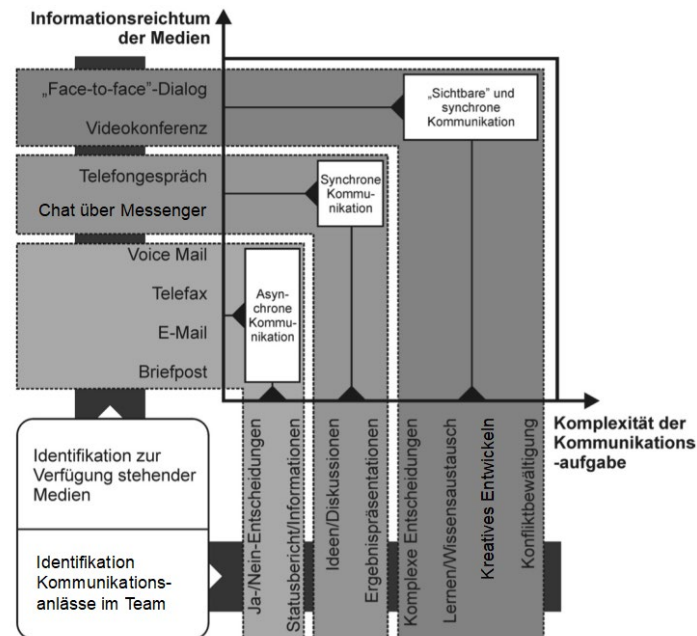 Informationsreichtum
der Medien
„Face-to-face”-Dialog
Videokonferenz
„Sichtbare” und
synchrone
Kommunikation
Telefongespräch
Chat über Messenger
Synchrone
Kommu-
nikation
Voice Mail
Telefax
E-Mail
Briefpost
Asyn-
chrone
Kommu-
nikation
Komplexität der
Kommunikations
-aufgabe
Identifikation zur
Verfügung stehender
Medien
Identifikation
Kommunikations-
anlässe im Team
Ja-/Nein-Entscheidungen
Statusbericht/Informationen
Ideen/Diskussionen
Ergebnispräsentationen
Komplexe Entscheidungen
Lernen/Wissensaustausch
Kreatives Entwickeln
Konfliktbewältigung